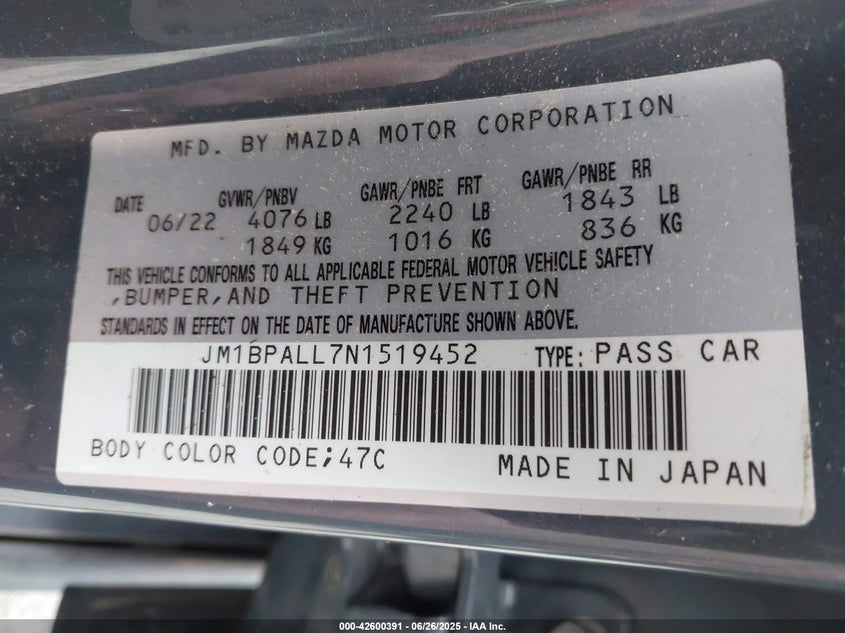 MFD. BY MAZDA MOTOR CORPORATION
DATE GVWR/PNBV GAWR/PNBE FRT GAWR/PNBE RR
06/22 4076 LB 2240 LB 1843 LB
1849 KG 1016 KG 836 KG
THIS VEHICLE CONFORMS TO ALL APPLICABLE FEDERAL MOTOR VEHICLE SAFETY
,BUMPER,AND THEFT PREVENTION
STANDARDS IN EFFECT ON THE DATE OF MANUFACTURE SHOWN ABOVE.
JM1BPALL7N1519452 TYPE: PASS CAR
BODY COLOR CODE;47C MADE IN JAPAN
000-42600391 - 06/26/2025 - IAA Inc.